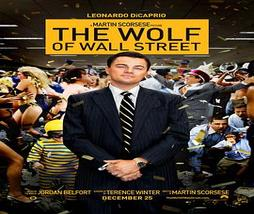 LEONARDO DiCAPRIO
A MARTIN SCORSESE PICTURE
THE WOLF
OF WALL STREET
JORDAN BELFORT
TERENCE WINTER
MARTIN SCORSESE
DECEMBER 25